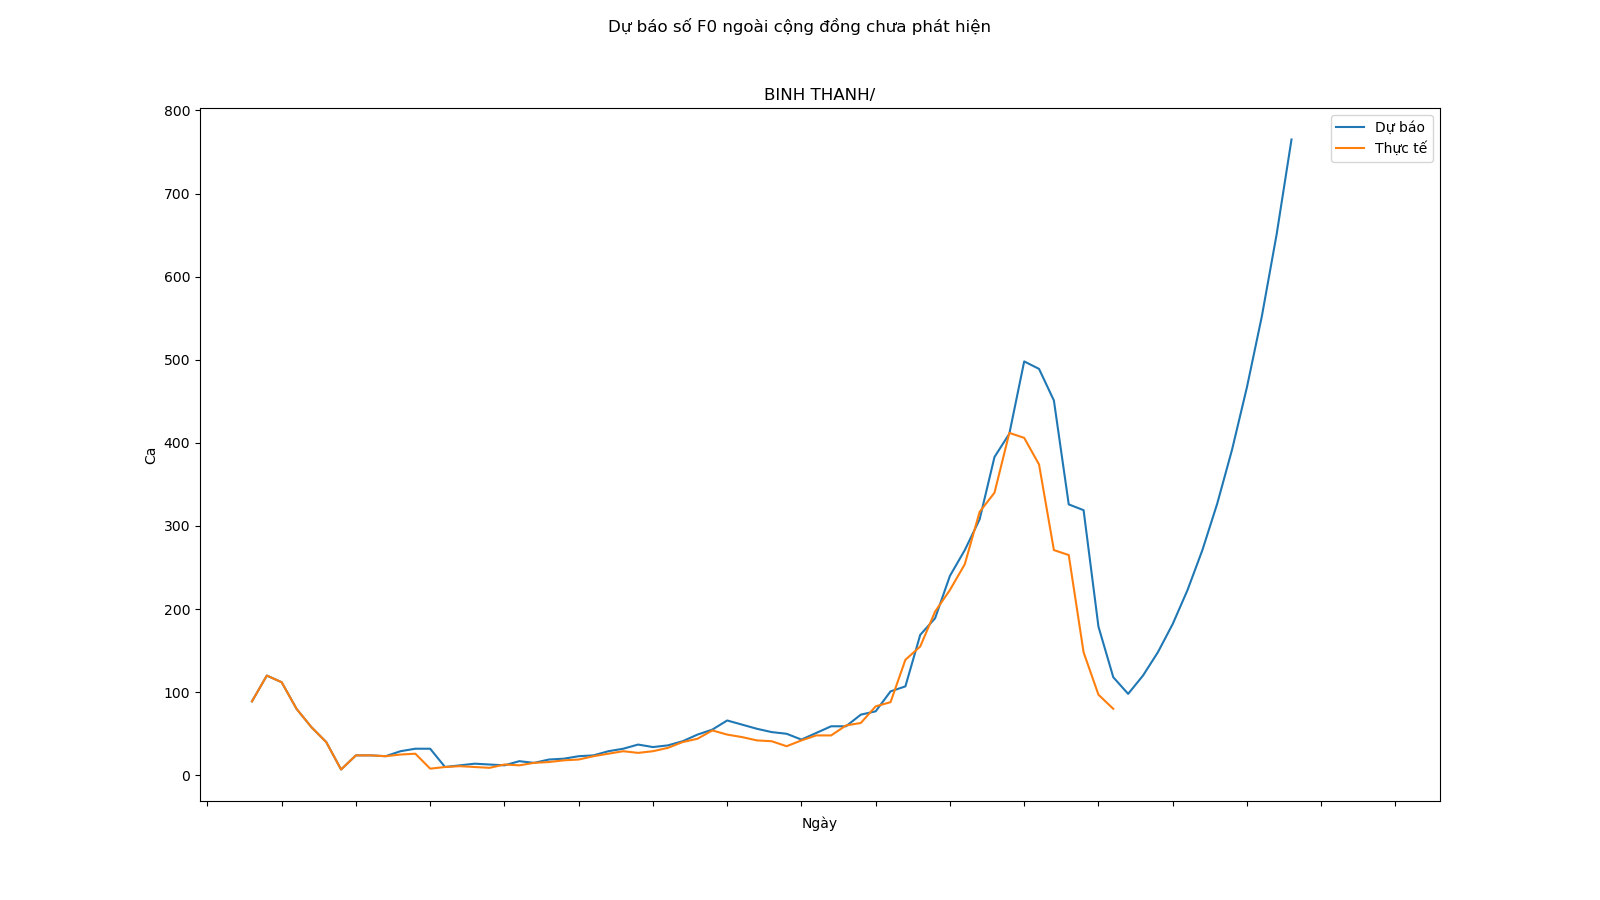 Dự báo số F0 ngoài cộng đồng chưa phát hiện
BINH THANH/
Dự báo
Thực tế
800
700
600
500
400
300
200
100
0
Ca
Ngày